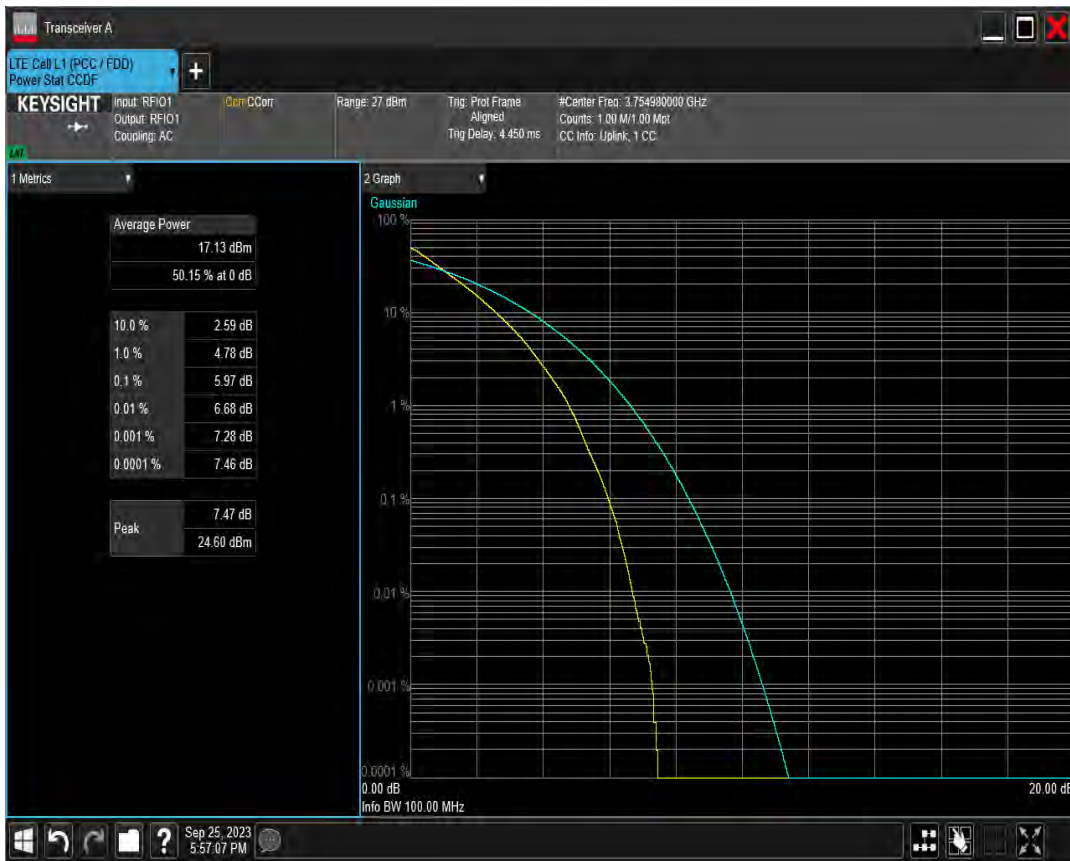 Transceiver A
LTE Cell L1 (PCC / FDD)
Power Stat CCDF
+
KEYSIGHT
Input: RFIO1
Output: RFIO1
Coupling: AC
Corr CCorr
Range: 27 dBm
Trig: Prot Frame
Aligned
Trig Delay: 4.450 ms
#Center Freq: 3.754980000 GHz
Counts: 1.00 M/1.00 Mpt
CC Info: Uplink, 1 CC
LXI
1 Metrics
Average Power
17.13 dBm
50.15 % at 0 dB
10.0 % 2.59 dB
1.0 % 4.78 dB
0.1 % 5.97 dB
0.01 % 6.68 dB
0.001 % 7.28 dB
0.0001 % 7.46 dB
Peak
7.47 dB
24.60 dBm
2 Graph
Gaussian
100 %
10 %
1 %
0.1 %
0.01 %
0.001 %
0.0001 %
0.00 dB
20.00 dB
Info BW 100.00 MHz
?
Sep 25, 2023
5:57:07 PM